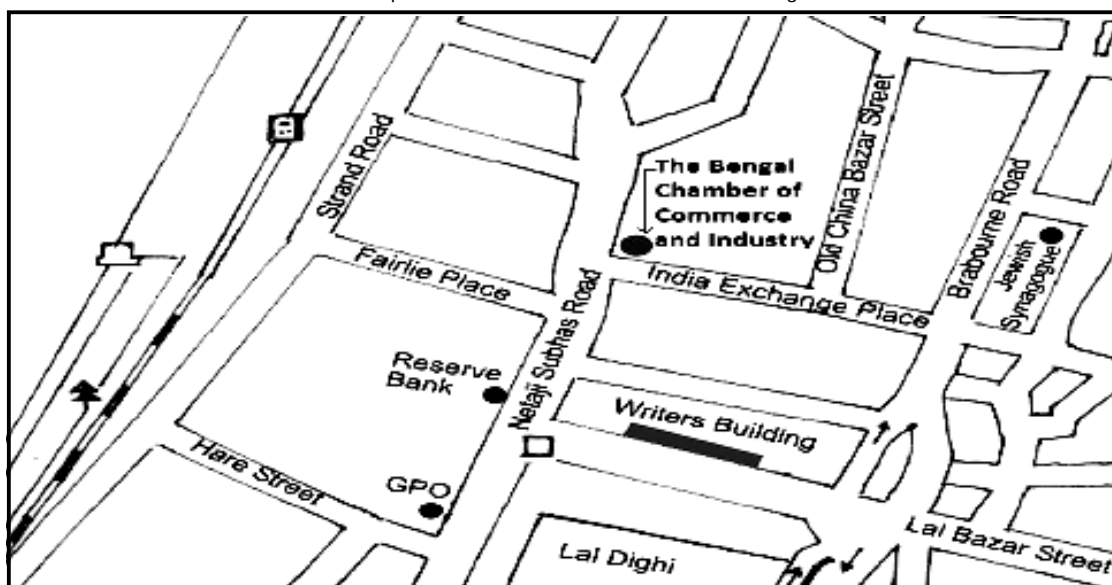 The Bengal
Chamber of
Commerce
and Industry
Old China Bazar Street
Strand Road
Brabourne Road
Jewish
Synagogue
Fairlie Place
India Exchange Place
Netaji Subhas Road
Reserve
Bank
Writers Building
Hare Street
GPO
Lal Bazar Street
Lal Dighi